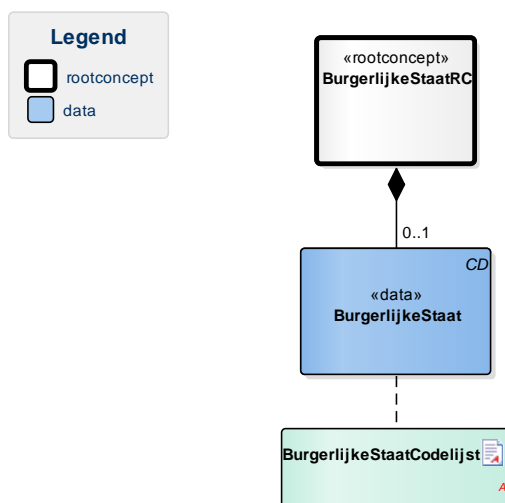 Legend
rootconcept
data
«rootconcept»
BurgerlijkeStaatRC
0..1
CD
«data»
BurgerlijkeStaat
BurgerlijkeStaatCodelijst